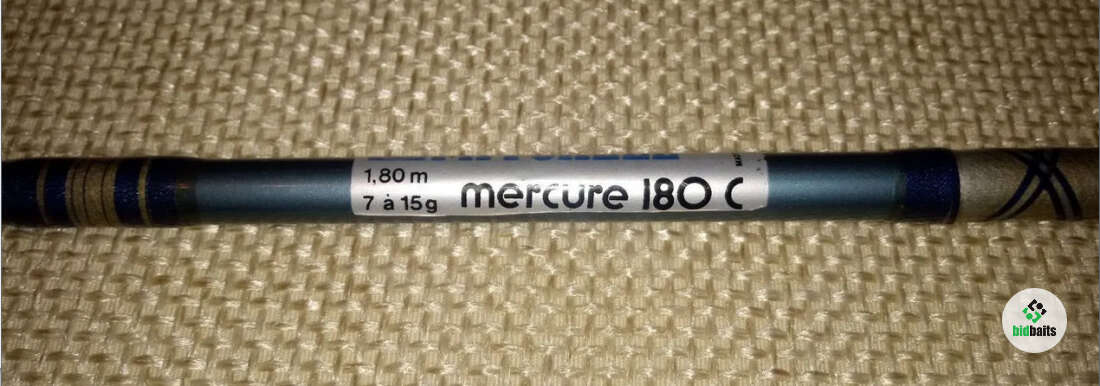 1,80 m
7 à 15g
mercure 180 C
bidbaits